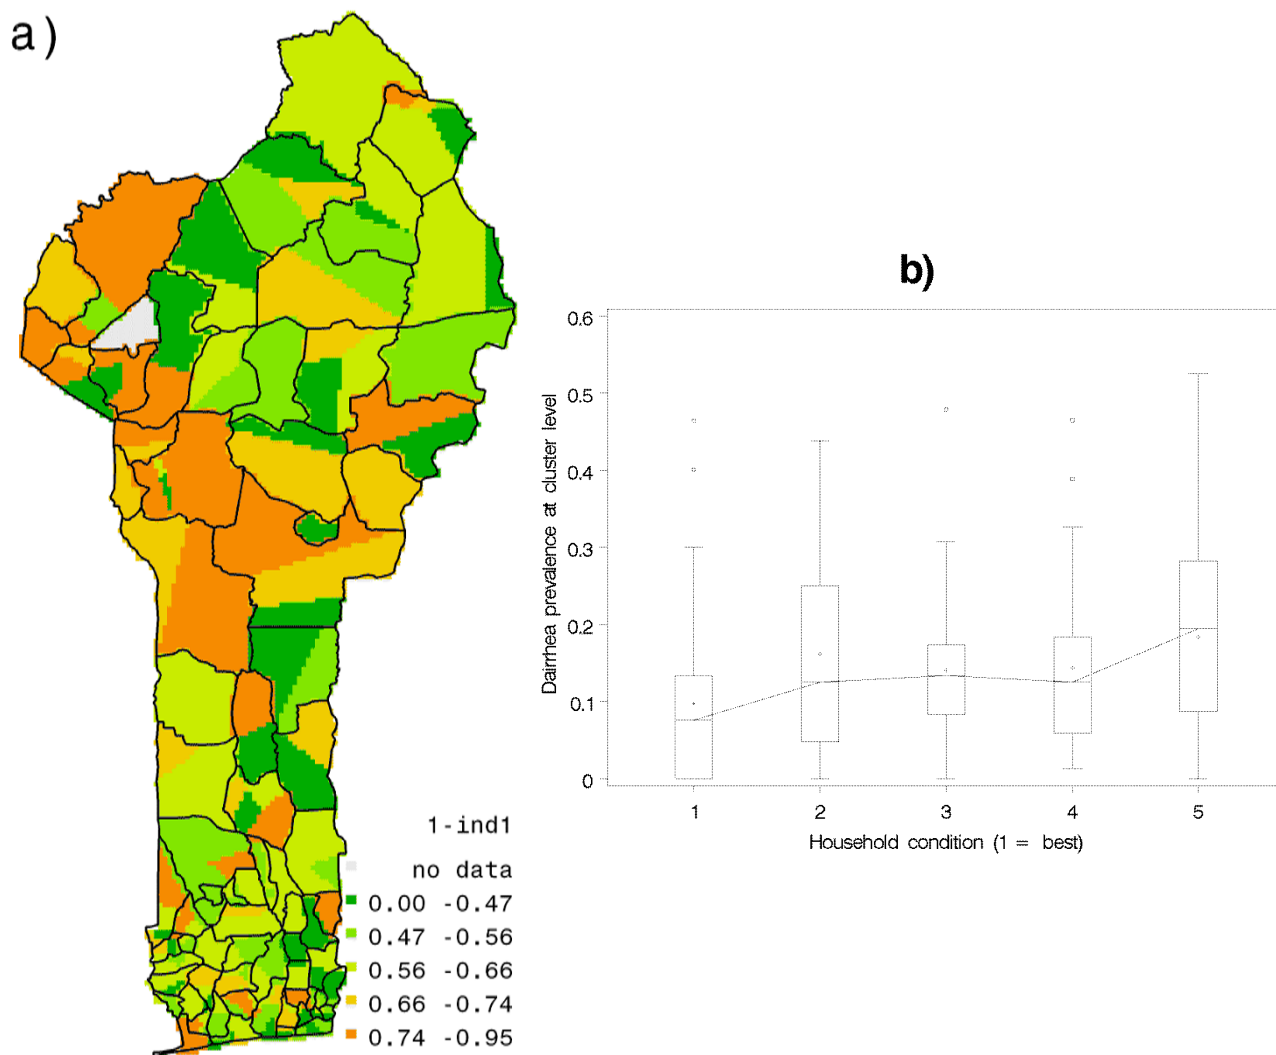 a)
1-ind1
no data
0.00 -0.47
0.47 -0.56
0.56 -0.66
0.66 -0.74
0.74 -0.95
b)
Dairrhea prevalence at cluster level
0.6
0.5
0.4
0.3
0.2
0.1
0
1 2 3 4 5
Household condition (1 = best)